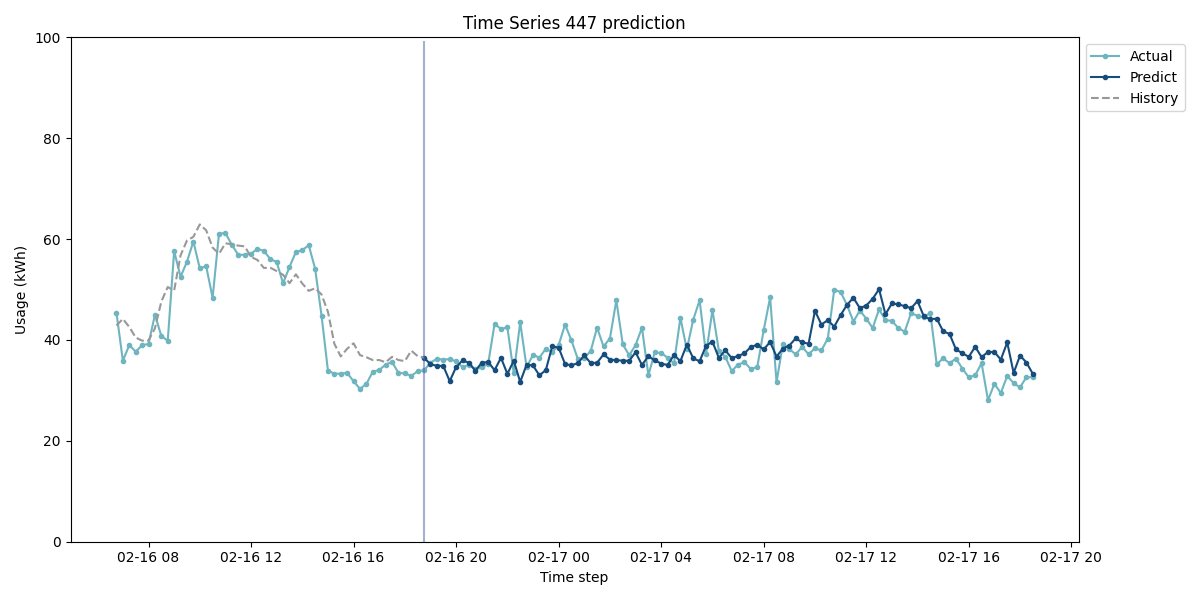 Time Series 447 prediction
100
80
60
40
20
0
Usage (kWh)
02-16 08
02-16 12
02-16 16
02-16 20
02-17 00
02-17 04
02-17 08
02-17 12
02-17 16
02-17 20
Time step
Actual
Predict
History